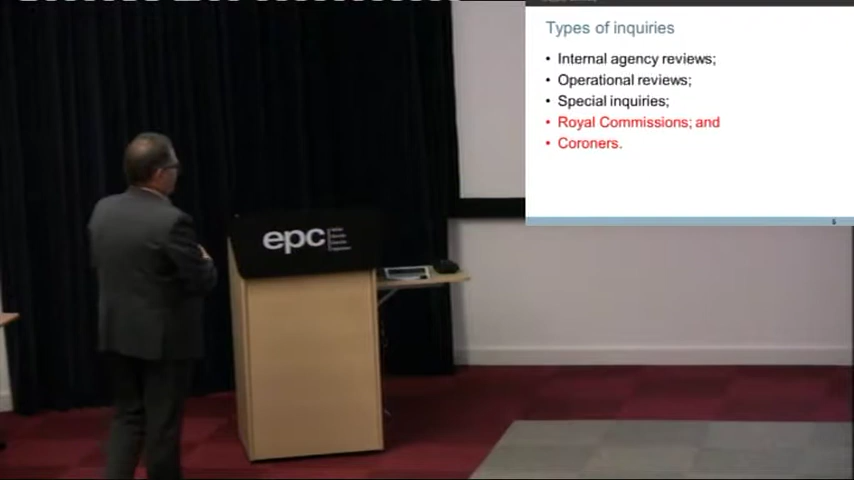 Types of inquiries
• Internal agency reviews;
• Operational reviews;
• Special inquiries;
• Royal Commissions; and
• Coroners.
epc